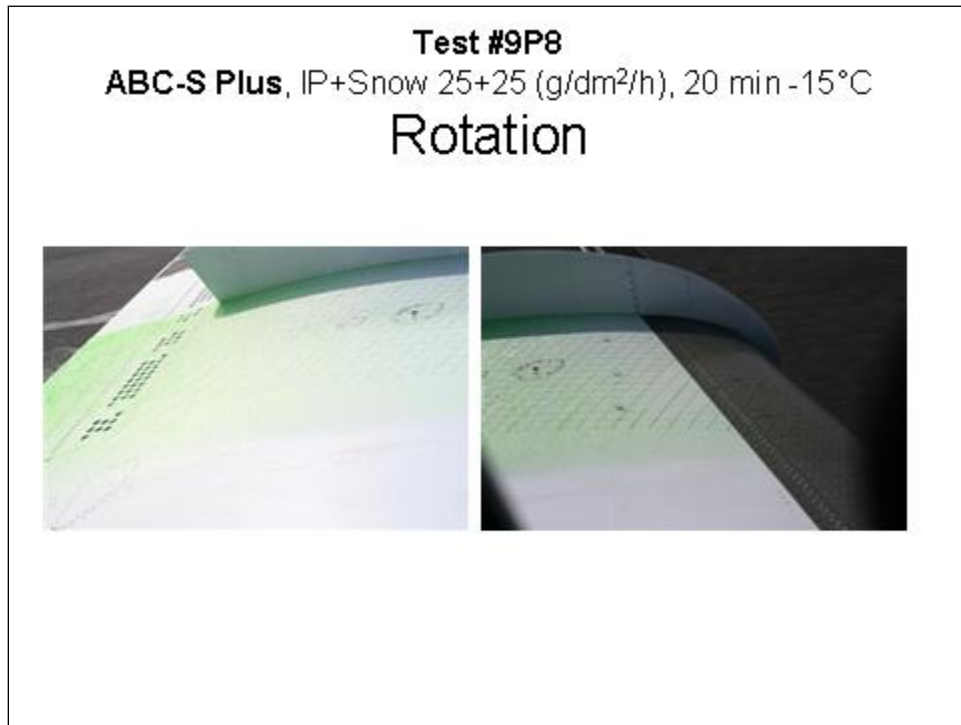 Test #9P8
ABC-S Plus, IP+Snow 25+25 (g/dm²/h), 20 min -15°C
Rotation